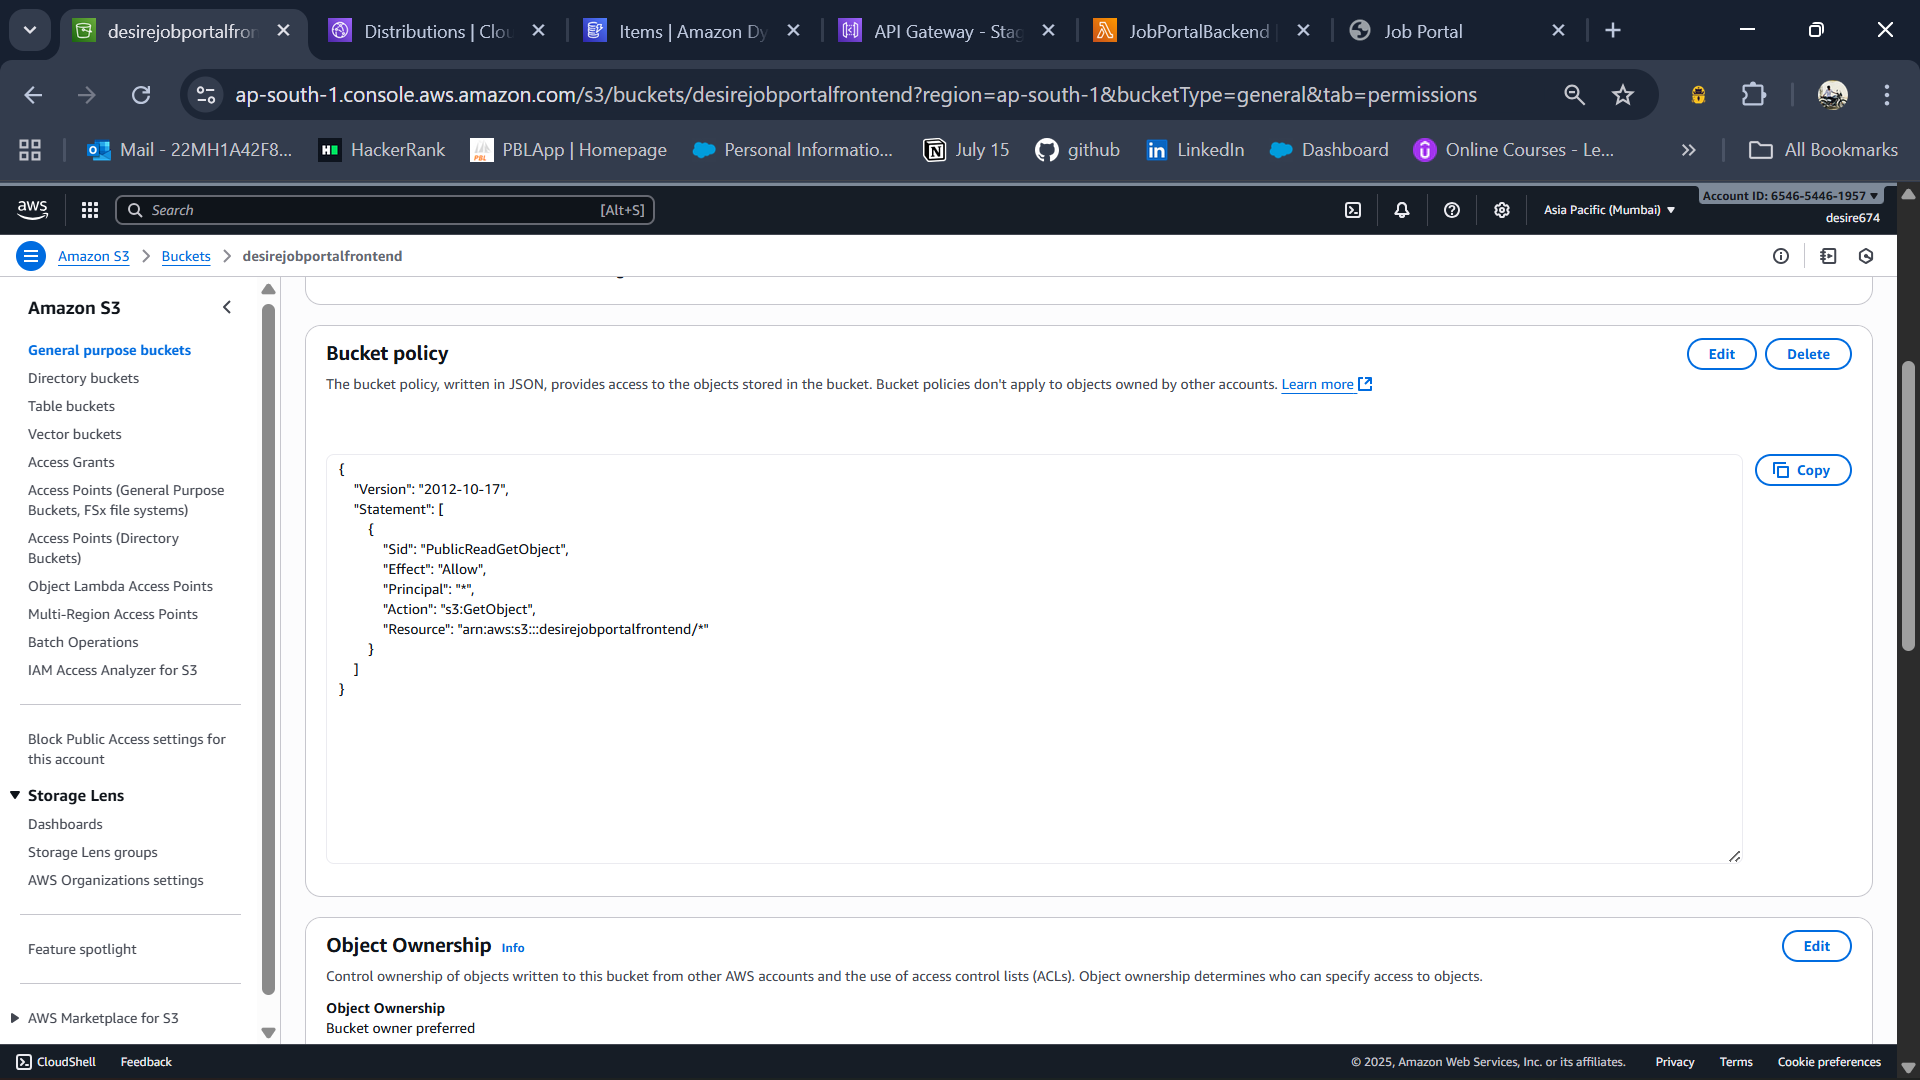 desirejobportalfron
Distributions | Clou
Items | Amazon Dy
API Gateway - Stag
JobPortalBackend
Job Portal
ap-south-1.console.aws.amazon.com/s3/buckets/desirejobportalfrontend?region=ap-south-1&bucketType=general&tab=permissions
Mail - 22MH1A42F8...
HackerRank
PBLApp | Homepage
Personal Informatio...
July 15
github
LinkedIn
Dashboard
Online Courses - Le...
All Bookmarks
aws
Search
[Alt+S]
Asia Pacific (Mumbai)
Account ID: 6546-5446-1957
desire674
Amazon S3
Buckets
desirejobportalfrontend
Amazon S3
General purpose buckets
Directory buckets
Table buckets
Vector buckets
Access Grants
Access Points (General Purpose
Buckets, FSx file systems)
Access Points (Directory
Buckets)
Object Lambda Access Points
Multi-Region Access Points
Batch Operations
IAM Access Analyzer for S3
Block Public Access settings for
this account
Storage Lens
Dashboards
Storage Lens groups
AWS Organizations settings
Feature spotlight
AWS Marketplace for S3
Bucket policy
Edit
Delete
The bucket policy, written in JSON, provides access to the objects stored in the bucket. Bucket policies don't apply to objects owned by other accounts. Learn more
Copy
{
"Version": "2012-10-17",
"Statement": [
{
"Sid": "PublicReadGetObject",
"Effect": "Allow",
"Principal": "*",
"Action": "s3:GetObject",
"Resource": "arn:aws:s3:::desirejobportalfrontend/*"
}
]
}
Object Ownership Info
Edit
Control ownership of objects written to this bucket from other AWS accounts and the use of access control lists (ACLs). Object ownership determines who can specify access to objects.
Object Ownership
Bucket owner preferred
CloudShell
Feedback
© 2025, Amazon Web Services, Inc. or its affiliates.
Privacy
Terms
Cookie preferences